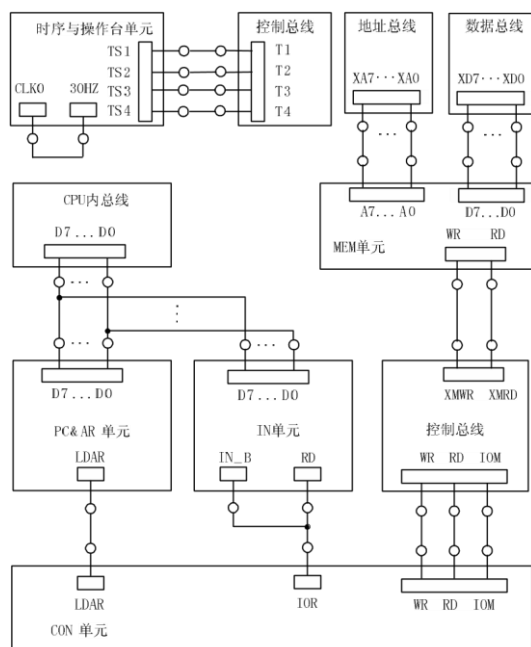 时序与操作台单元
TS1
TS2
TS3
TS4
CLK0
30HZ
控制总线
T1
T2
T3
T4
地址总线
XA7···XA0
数据总线
XD7···XD0
A7...A0
D7...D0
MEM单元
WR
RD
CPU内总线
D7...D0
...
...
D7...D0
PC&AR 单元
LDAR
D7...D0
IN单元
IN_B
RD
XMWR
XMRD
控制总线
WR
RD
IOM
LDAR
IOR
WR
RD
IOM
CON 单元